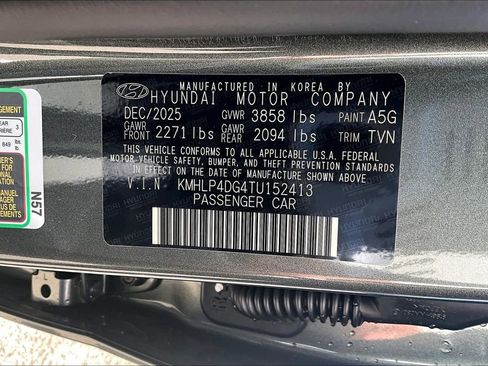 MANUFACTURED IN KOREA BY
HYUNDAI MOTOR COMPANY
DEC/2025 GVWR 3858 lbs PAINT A5G
GAWR FRONT 2271 lbs GAWR REAR 2094 lbs TRIM TVN
THIS VEHICLE CONFORMS TO ALL APPLICABLE U.S.A. FEDERAL
MOTOR VEHICLE SAFETY, BUMPER, AND THEFT PREVENTION STANDARDS
IN EFFECT ON THE DATE OF MANUFACTURE SHOWN ABOVE.
V.I.N. KMHLP4DG4TU152413
PASSENGER CAR
N57
3
849